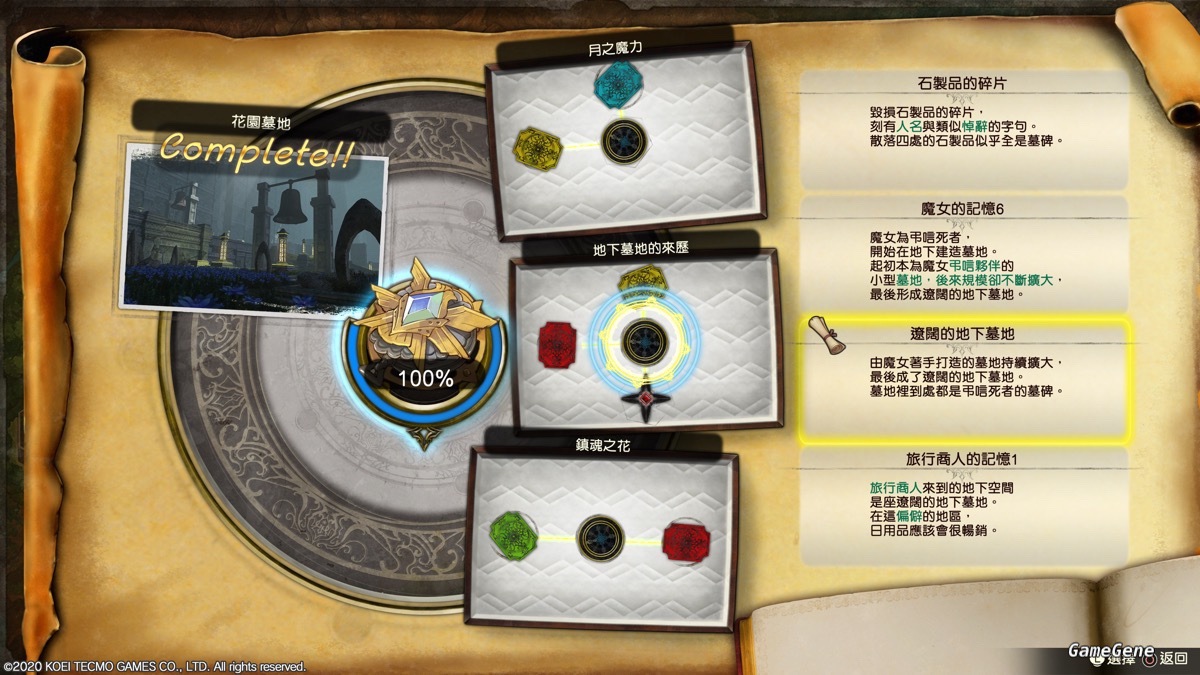 花園墓地
Complete!!
100%
月之魔力
地下墓地的來歷
鎮魂之花
石製品的碎片
毀損石製品的碎片，
刻有人名與類似悼辭的字句。
散落四處的石製品似乎全是墓碑。
魔女的記憶6
魔女為弔唁死者，
開始在地下建造墓地。
起初本為魔女弔唁夥伴的
小型墓地，後來規模卻不斷擴大，
最後形成遼闊的地下墓地。
遼闊的地下墓地
由魔女著手打造的墓地持續擴大，
最後成了遼闊的地下墓地。
墓地裡到處都是弔唁死者的墓碑。
旅行商人的記憶1
旅行商人來到的地下空間
是座遼闊的地下墓地。
在這偏僻的地區，
日用品應該會很暢銷。
©2020 KOEI TECMO GAMES CO., LTD. All rights reserved.
GameGene
選擇 返回